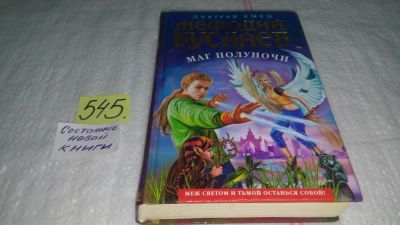 Дмитрий Емец
МЕФОДИЙ
БУСЛАЕВ
МАГ ПОЛУНОЧИ
545.
Состояние
новой
книги
МЕЖ СВЕТОМ И ТЬМОЙ ОСТАНЬСЯ СОБОЙ!